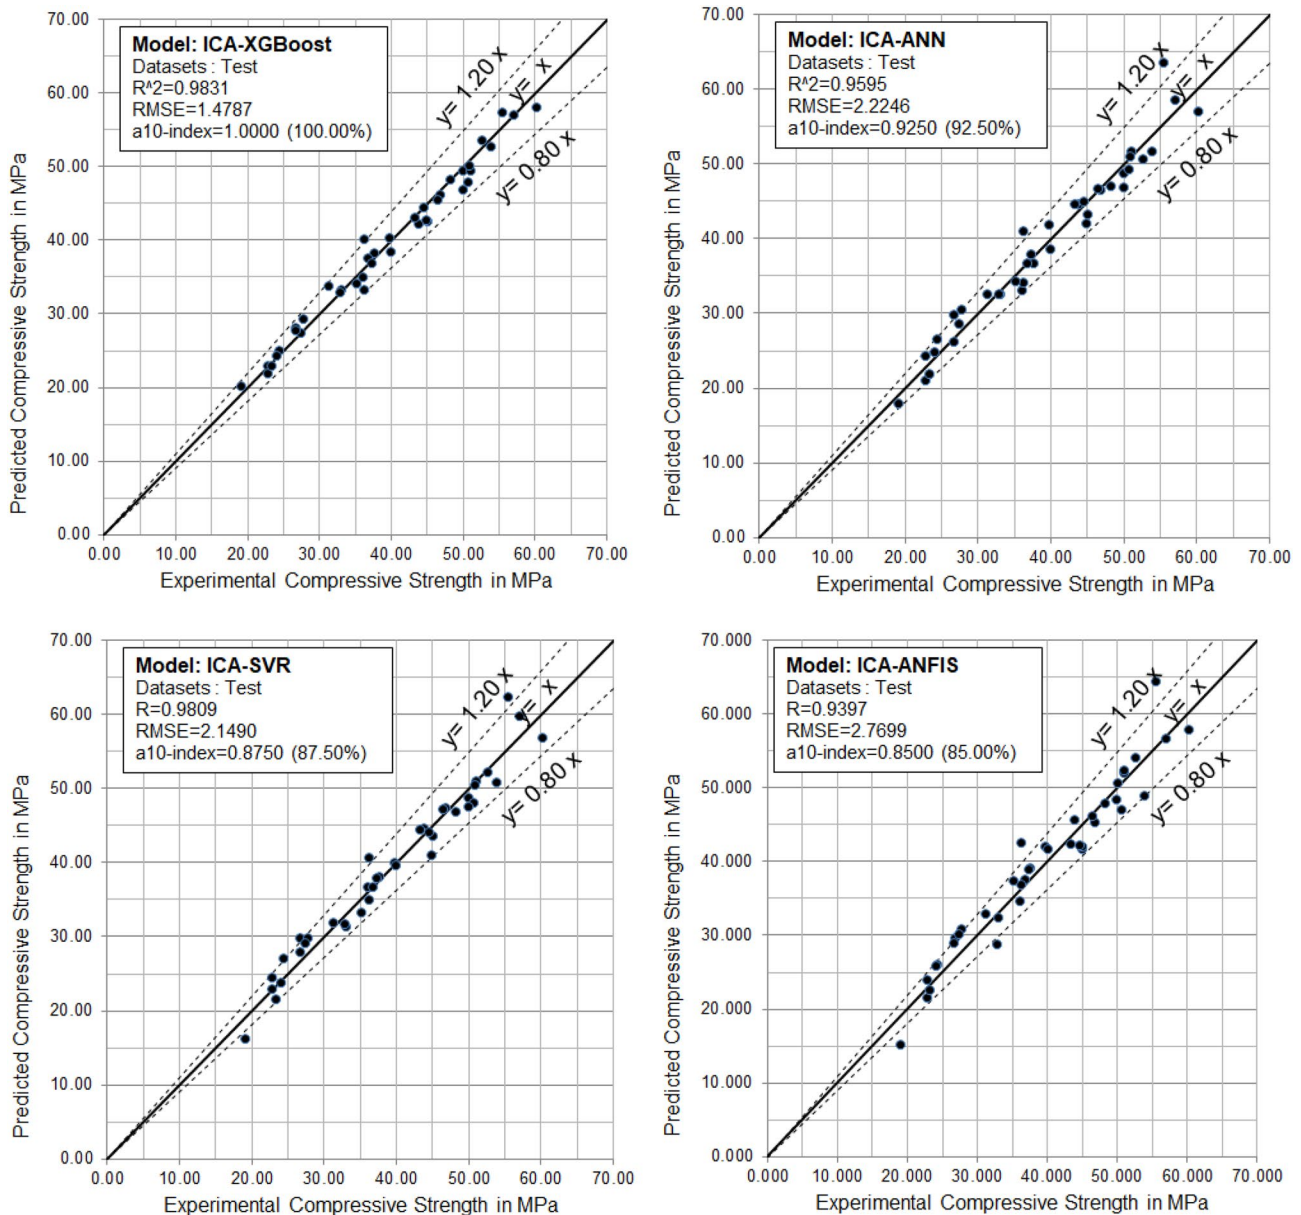 Model: ICA-XGBoost
Datasets : Test
R^2=0.9831
RMSE=1.4787
a10-index=1.0000 (100.00%)
y= 1.20 x
y= x
y= 0.80 x
70.00
60.00
50.00
40.00
30.00
20.00
10.00
0.00
Predicted Compressive Strength in MPa
0.00 10.00 20.00 30.00 40.00 50.00 60.00 70.00
Experimental Compressive Strength in MPa
Model: ICA-ANN
Datasets : Test
R^2=0.9595
RMSE=2.2246
a10-index=0.9250 (92.50%)
y= 1.20 x
y= x
y= 0.80 x
70.00
60.00
50.00
40.00
30.00
20.00
10.00
0.00
Predicted Compressive Strength in MPa
0.00 10.00 20.00 30.00 40.00 50.00 60.00 70.00
Experimental Compressive Strength in MPa
Model: ICA-SVR
Datasets : Test
R=0.9809
RMSE=2.1490
a10-index=0.8750 (87.50%)
y= 1.20 x
y= x
y= 0.80 x
70.00
60.00
50.00
40.00
30.00
20.00
10.00
0.00
Predicted Compressive Strength in MPa
0.00 10.00 20.00 30.00 40.00 50.00 60.00 70.00
Experimental Compressive Strength in MPa
Model: ICA-ANFIS
Datasets : Test
R=0.9397
RMSE=2.7699
a10-index=0.8500 (85.00%)
y= 1.20 x
y= x
y= 0.80 x
70.000
60.000
50.000
40.000
30.000
20.000
10.000
0.000
Predicted Compressive Strength in MPa
0.000 10.000 20.000 30.000 40.000 50.000 60.000 70.000
Experimental Compressive Strength in MPa